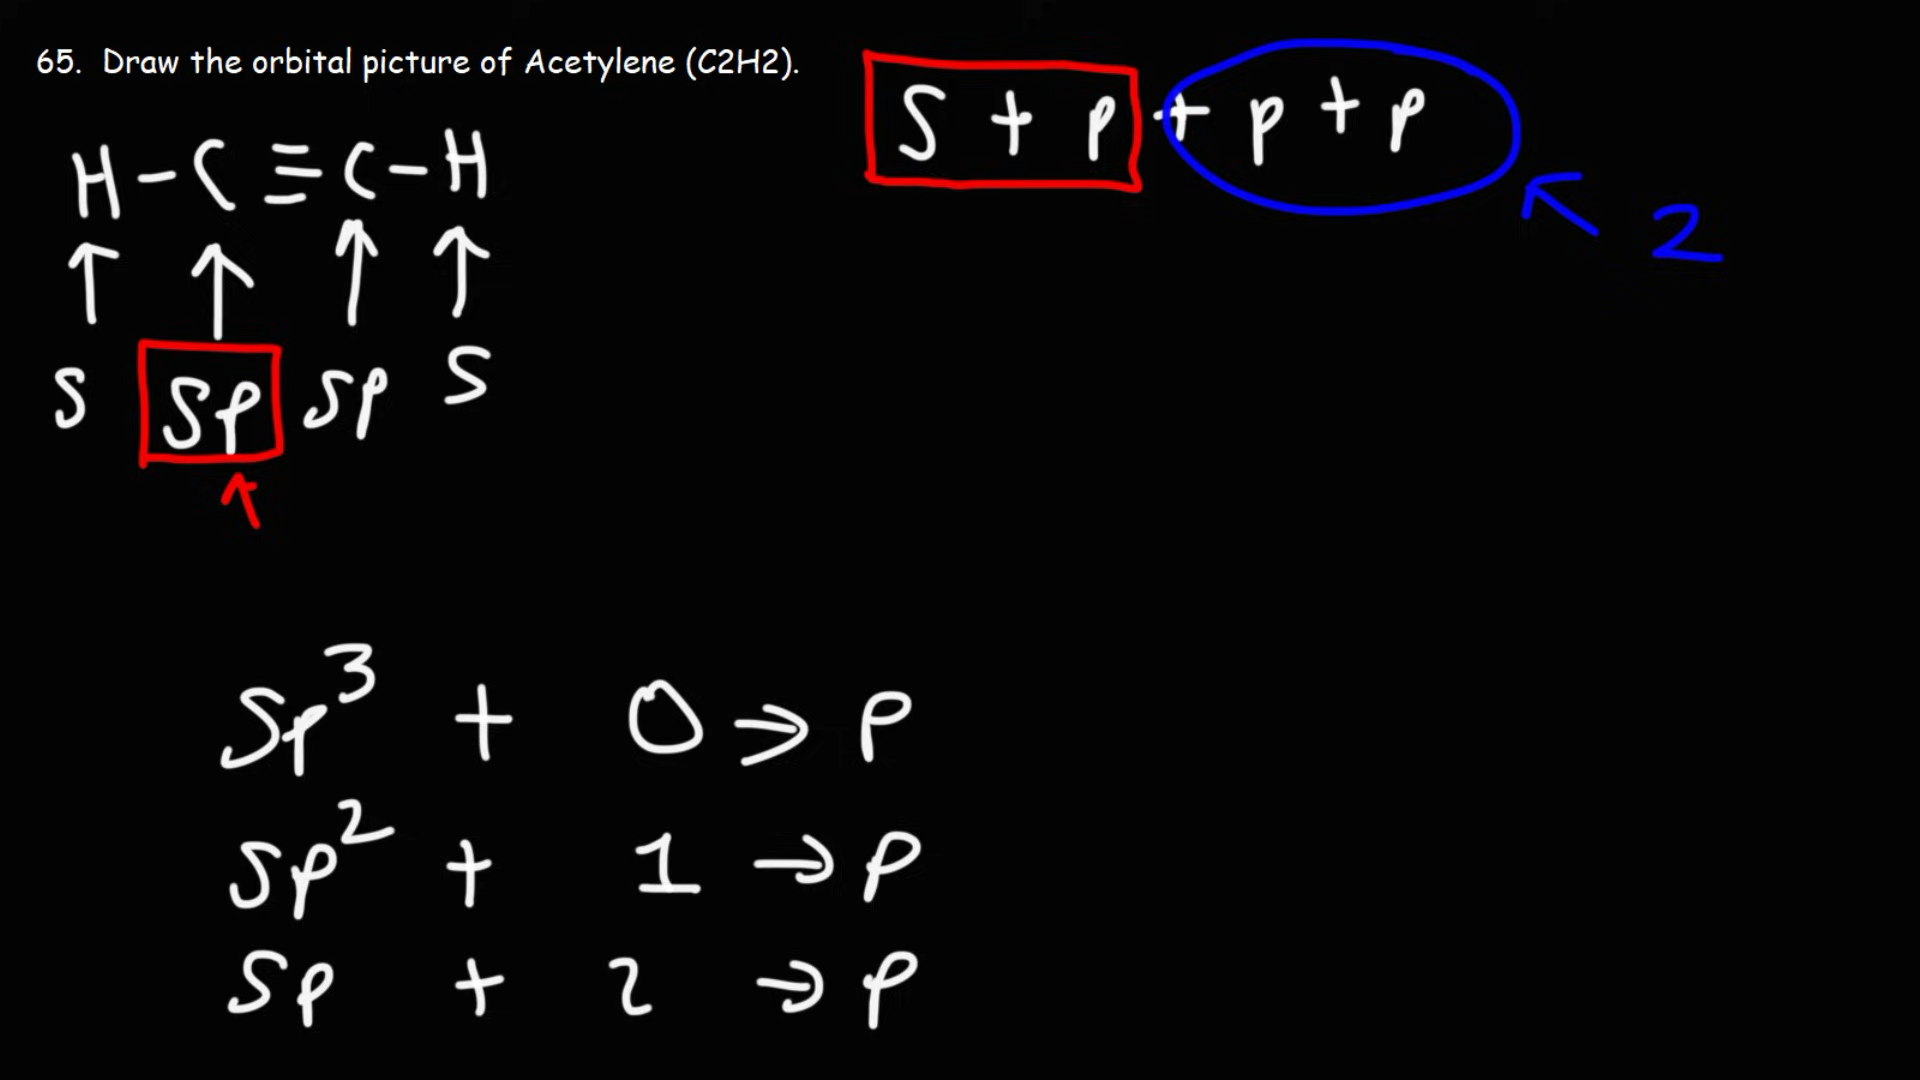 65. Draw the orbital picture of Acetylene (C2H2).
S + p + p + p
2
H - C ≡ C - H
↑ ↑ ↑ ↑
S Sp Sp S
↑
Sp³ + 0 → P
Sp² + 1 → P
Sp + 2 → P